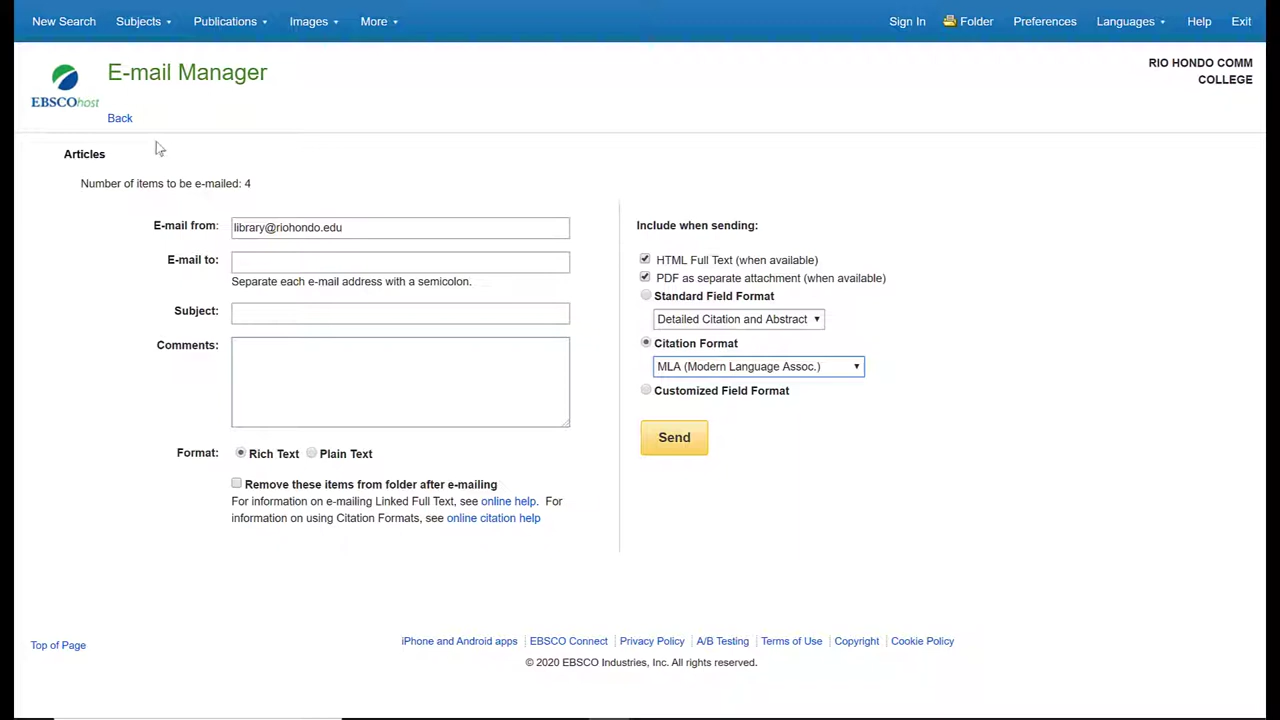 New Search Subjects Publications Images More Sign In Folder Preferences Languages Help Exit
E-mail Manager
EBSCOhost
Back
RIO HONDO COMM
COLLEGE
Articles
Number of items to be e-mailed: 4
E-mail from: library@riohondo.edu
E-mail to:
Separate each e-mail address with a semicolon.
Subject:
Comments:
Format: Rich Text Plain Text
Remove these items from folder after e-mailing
For information on e-mailing Linked Full Text, see online help. For
information on using Citation Formats, see online citation help
Include when sending:
HTML Full Text (when available)
PDF as separate attachment (when available)
Standard Field Format
Detailed Citation and Abstract
Citation Format
MLA (Modern Language Assoc.)
Customized Field Format
Send
Top of Page
iPhone and Android apps EBSCO Connect Privacy Policy A/B Testing Terms of Use Copyright Cookie Policy
© 2020 EBSCO Industries, Inc. All rights reserved.